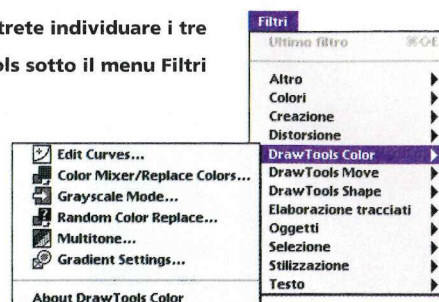 trete individuare i tre
ols sotto il menu Filtri
Filtri
Ultimo filtro
Altro
Colori
Creazione
Distorsione
DrawTools Color
DrawTools Move
DrawTools Shape
Elaborazione tracciati
Oggetti
Selezione
Stilizzazione
Testo
Edit Curves...
Color Mixer/Replace Colors...
Grayscale Mode...
Random Color Replace...
Multitone...
Gradient Settings...
About DrawTools Color